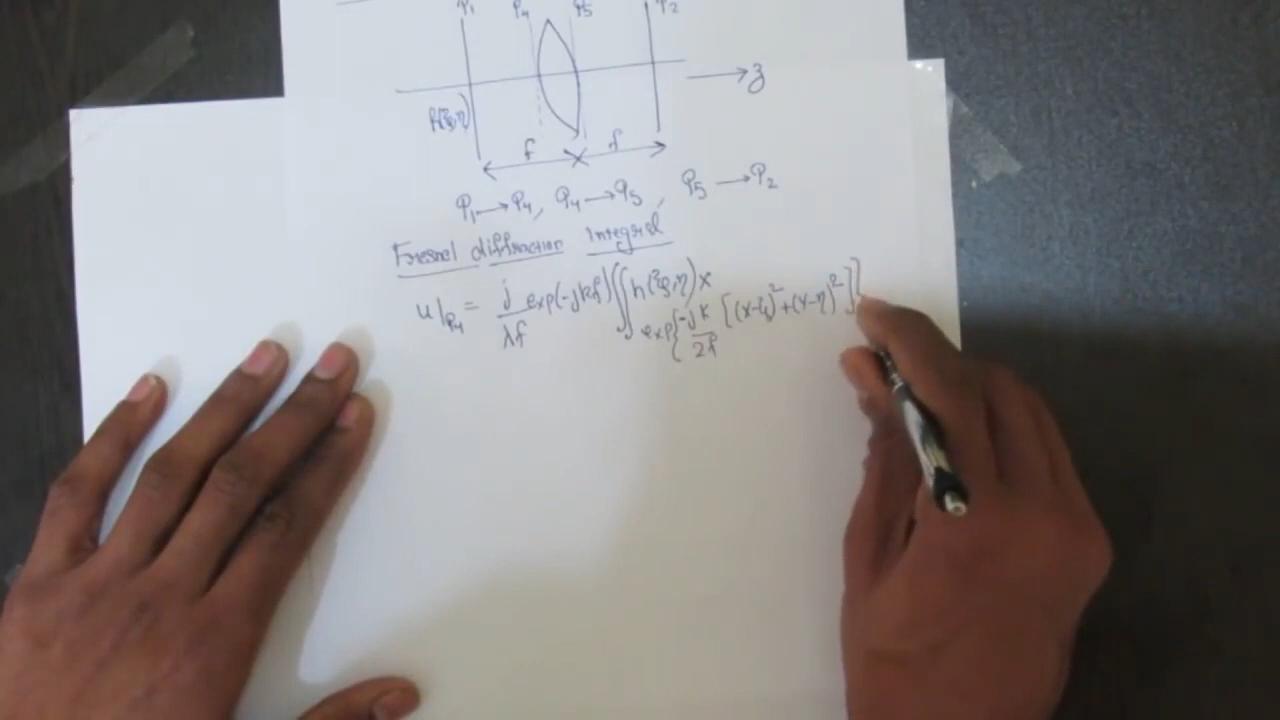 P₁ P₄ P₅ P₂
z
h(ξ,η)
f f
P₁ → P₄, P₄ → P₅, P₅ → P₂
Fresnel diffraction Integral
U|P₄ = j/λf exp(-jkf) ∬ h(ξ,η) x
exp{-jk/2f [(x-ξ)²+(y-η)²]}